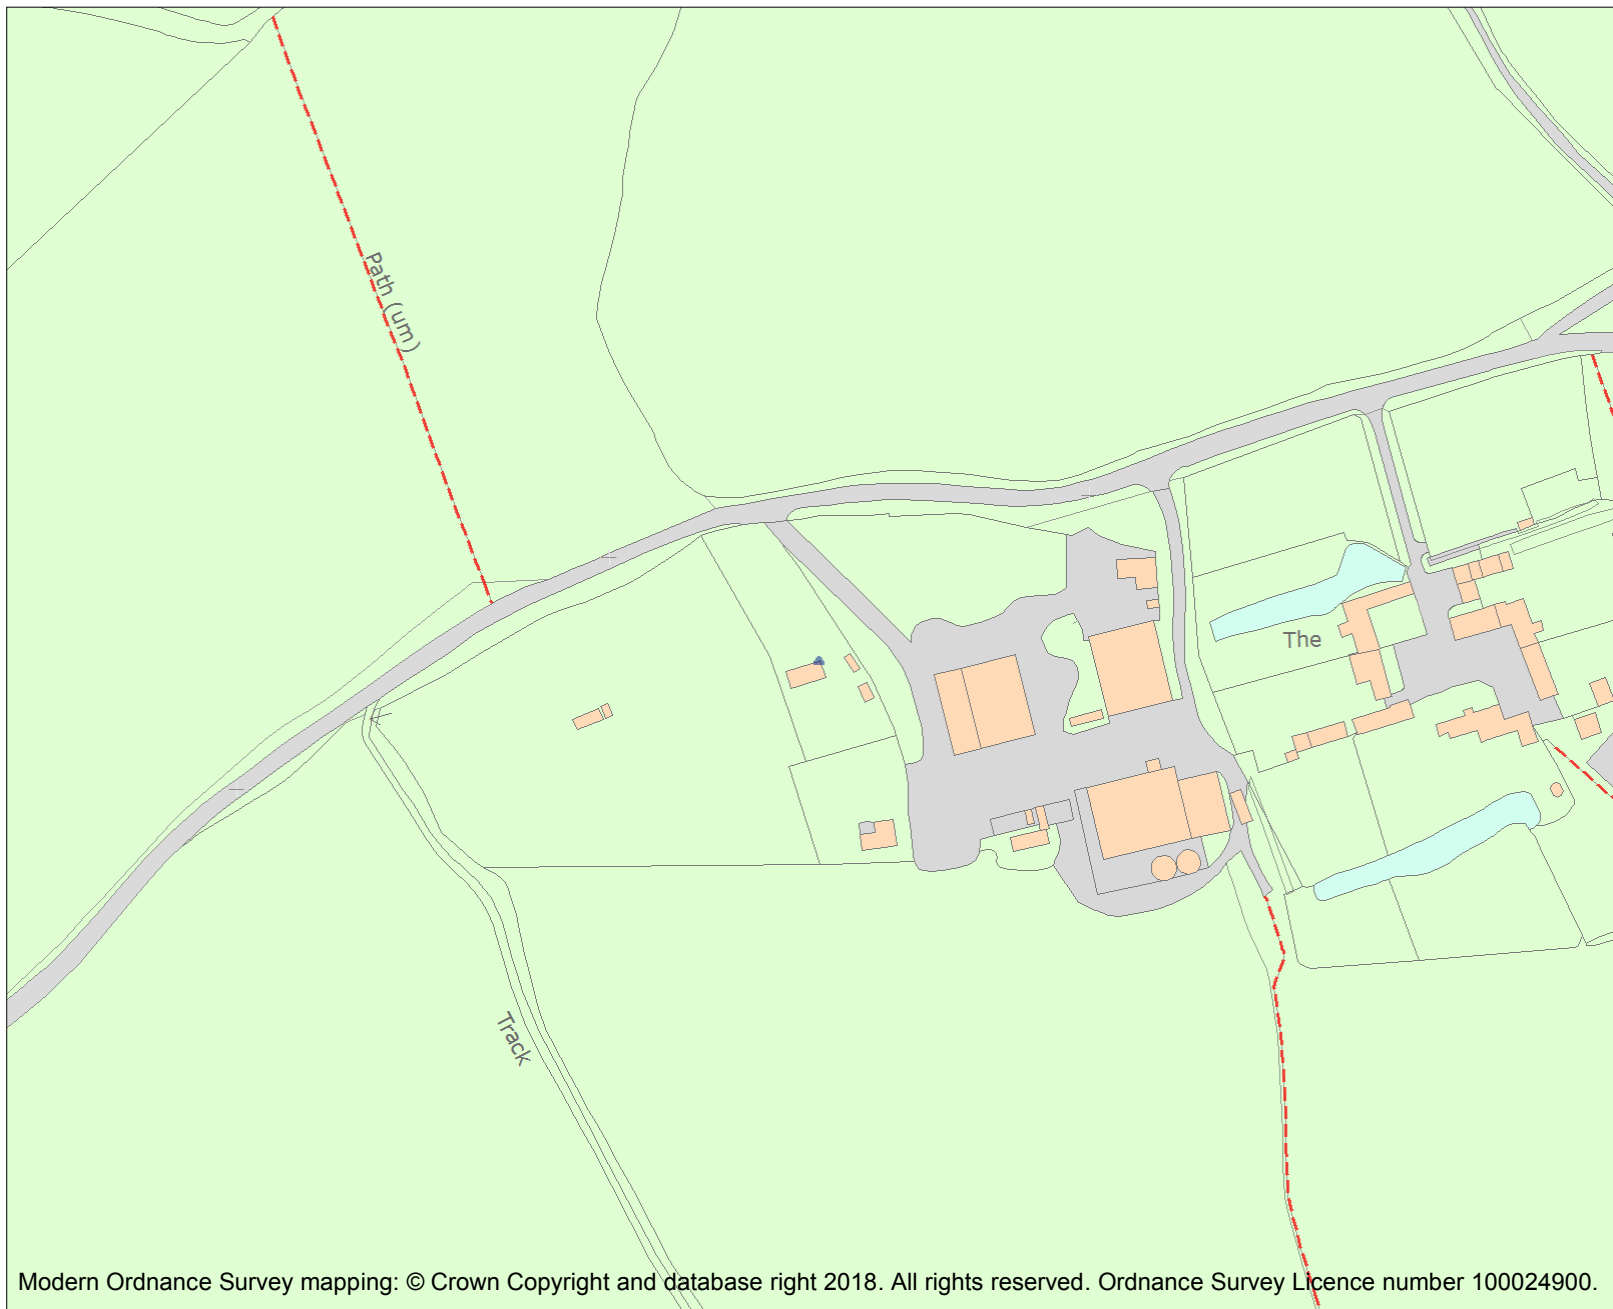 Path (um)
The
Track
Modern Ordnance Survey mapping: © Crown Copyright and database right 2018. All rights reserved. Ordnance Survey Licence number 100024900.